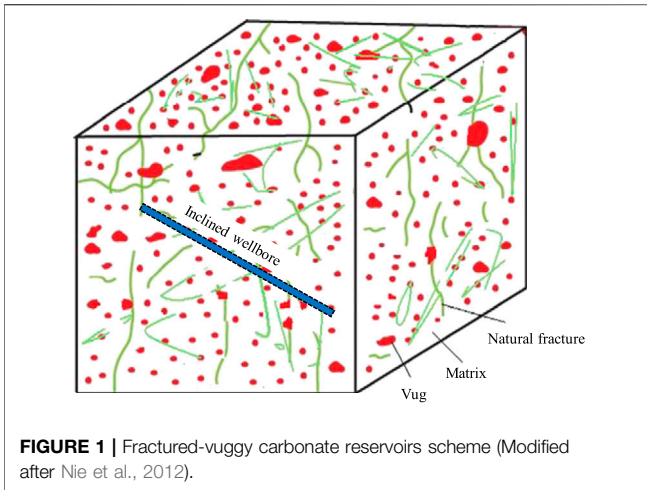 Inclined wellbore
Natural fracture
Matrix
Vug
FIGURE 1 | Fractured-vuggy carbonate reservoirs scheme (Modified
after Nie et al., 2012).